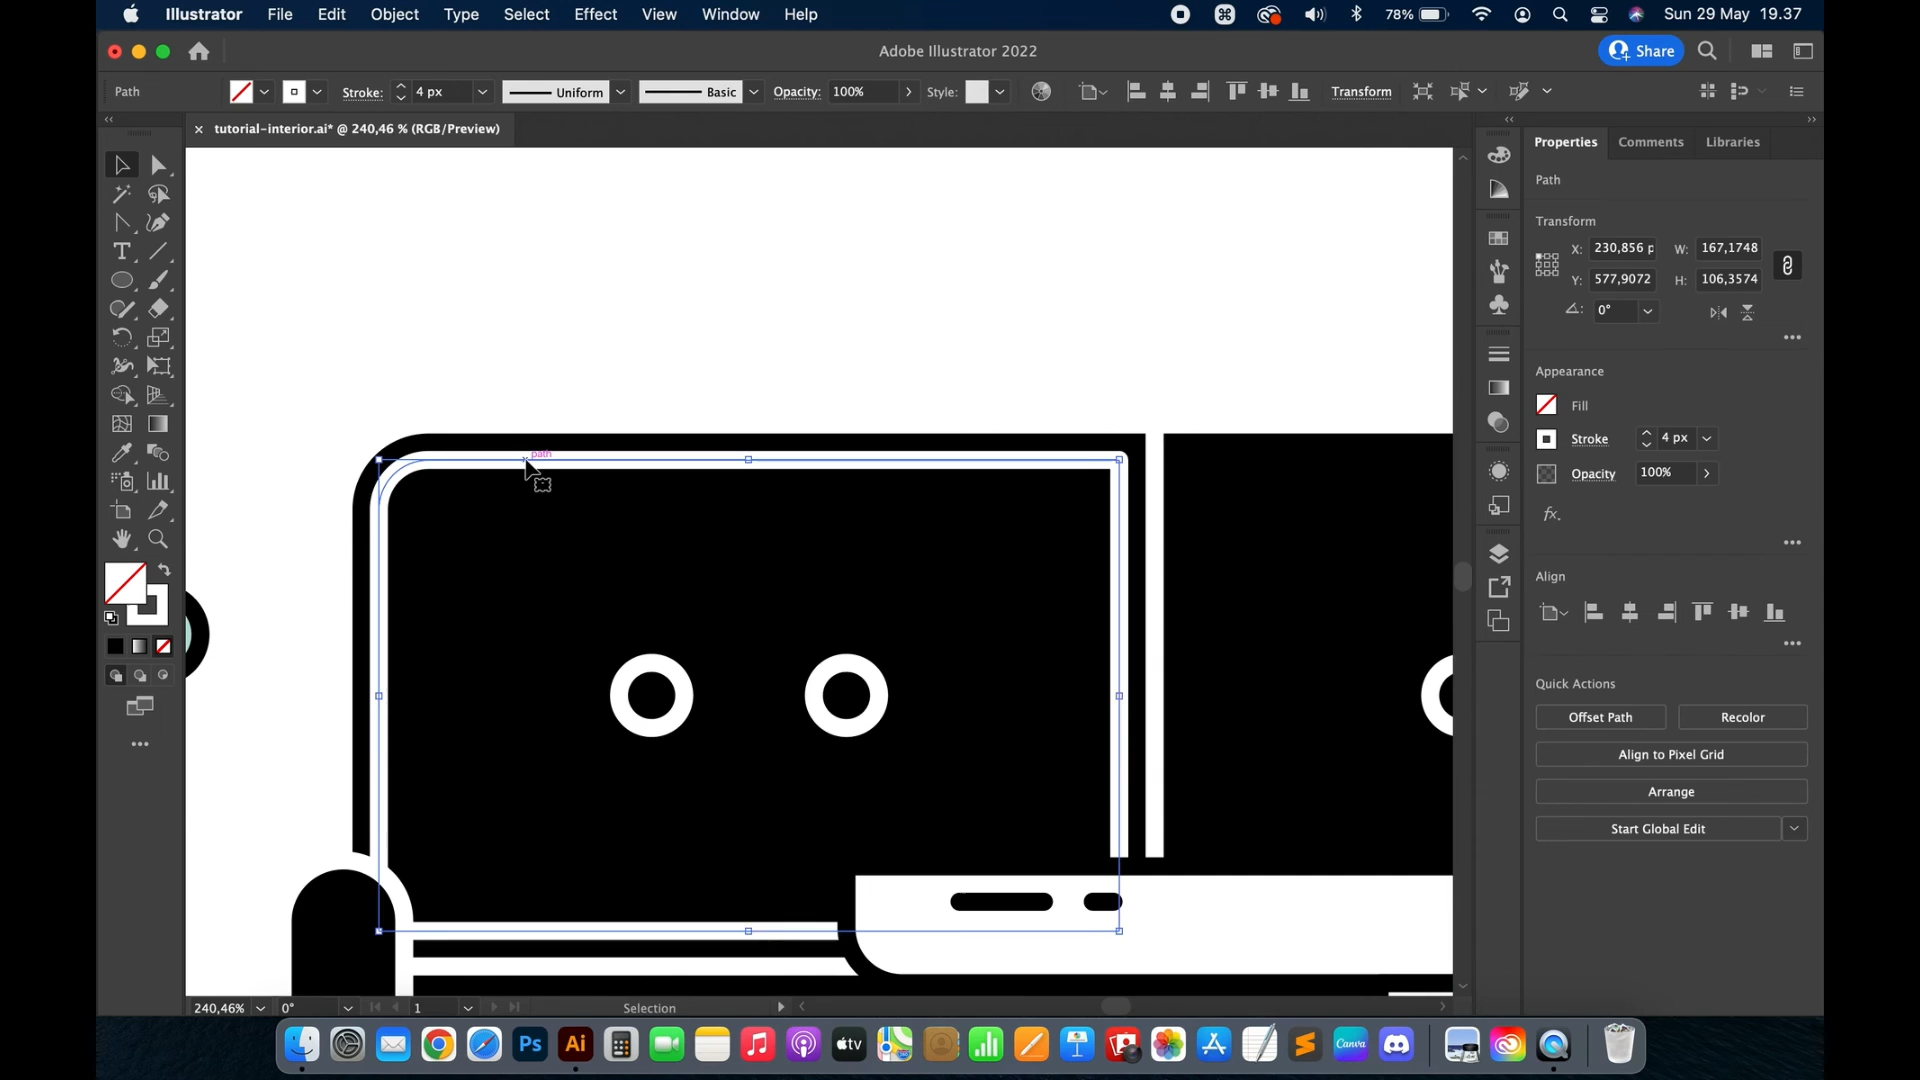 Illustrator File Edit Object Type Select Effect View Window Help
78% Sun 29 May 19.37
Adobe Illustrator 2022
Share
Path Stroke: 4 px Uniform Basic Opacity: 100% Style: Transform
tutorial-interior.ai* @ 240,46 % (RGB/Preview)
Properties Comments Libraries
Path
Transform
X: 230,856 p W: 167,1748
Y: 577,9072 H: 106,3574
0°
Appearance
Fill
Stroke 4 px
Opacity 100%
fx.
path
Align
Quick Actions
Offset Path Recolor
Align to Pixel Grid
Arrange
Start Global Edit
240,46% 0° 1 Selection
Ps Ai tv Canva